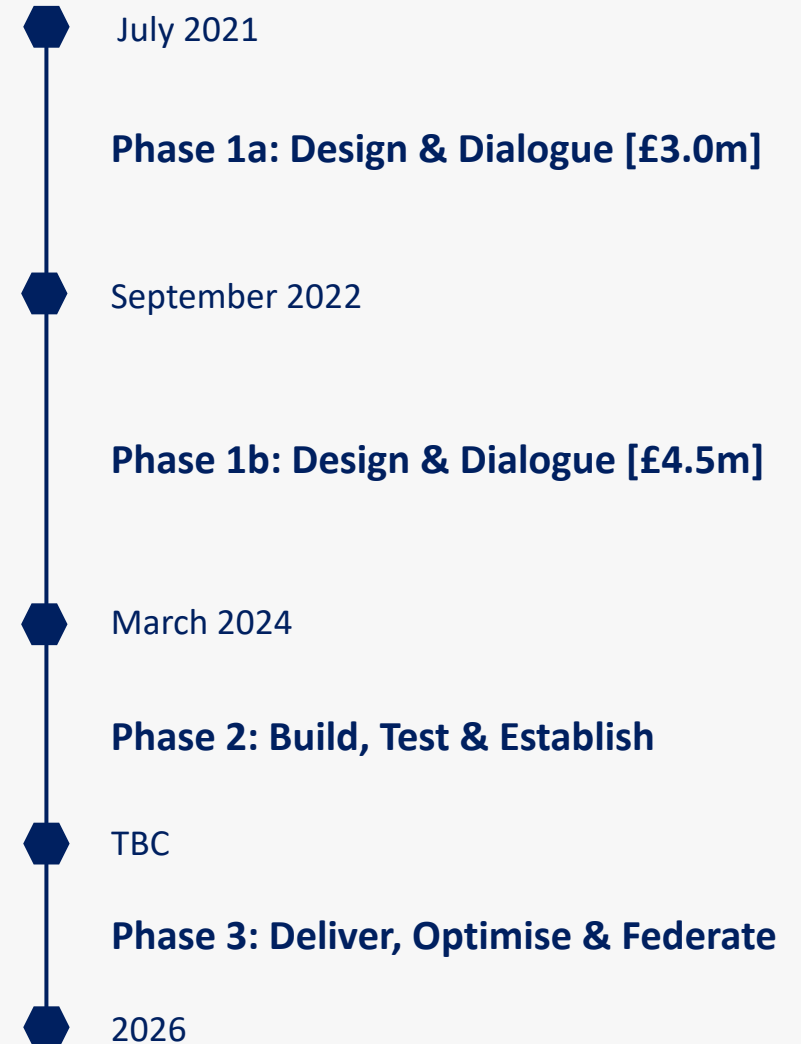 July 2021
Phase 1a: Design & Dialogue [£3.0m]
September 2022
Phase 1b: Design & Dialogue [£4.5m]
March 2024
Phase 2: Build, Test & Establish
TBC
Phase 3: Deliver, Optimise & Federate
2026